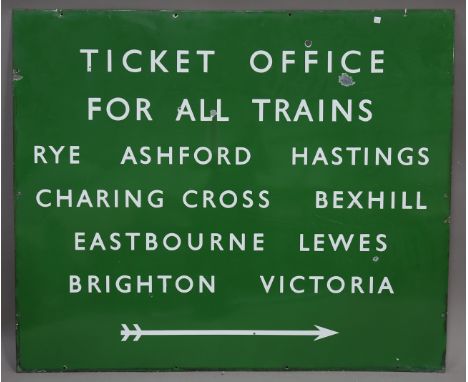 TICKET OFFICE
FOR ALL TRAINS
RYE ASHFORD HASTINGS
CHARING CROSS BEXHILL
EASTBOURNE LEWES
BRIGHTON VICTORIA